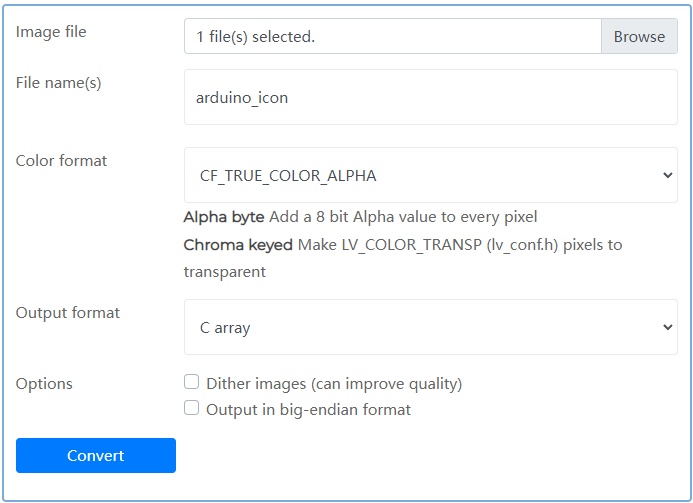 Image file
1 file(s) selected.
Browse
File name(s)
arduino_icon
Color format
CF_TRUE_COLOR_ALPHA
Alpha byte Add a 8 bit Alpha value to every pixel
Chroma keyed Make LV_COLOR_TRANSP (lv_conf.h) pixels to
transparent
Output format
C array
Options
Dither images (can improve quality)
Output in big-endian format
Convert